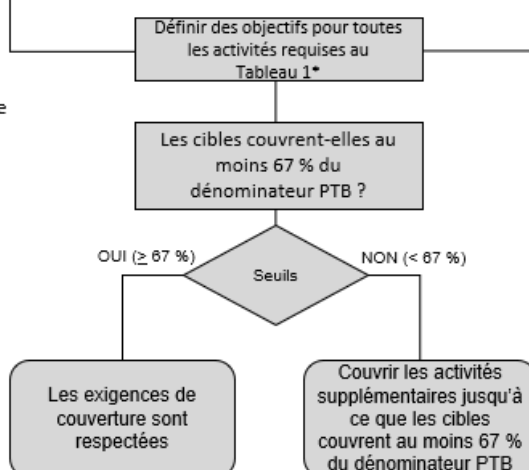 Définir des objectifs pour toutes
les activités requises au
Tableau 1*
e
Les cibles couvrent-elles au
moins 67 % du
dénominateur PTB ?
OUI (≥ 67 %)
NON (< 67 %)
Seuils
Les exigences de
couverture sont
respectées
Couvrir les activités
supplémentaires jusqu'à
ce que les cibles
couvrent au moins 67 %
du dénominateur PTB